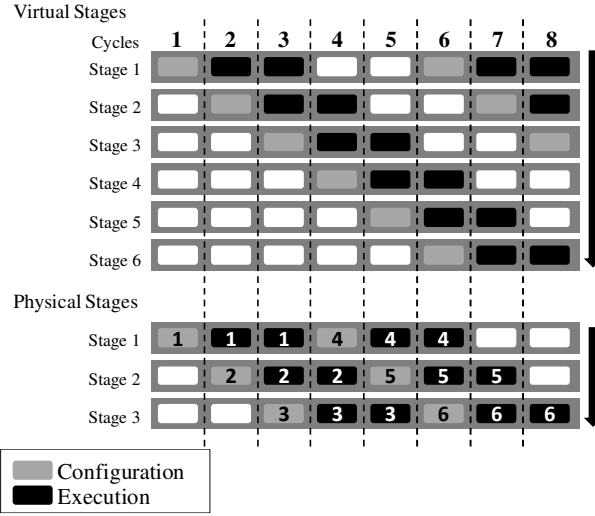 Virtual Stages
Cycles 1 2 3 4 5 6 7 8
Stage 1
Stage 2
Stage 3
Stage 4
Stage 5
Stage 6
Physical Stages
Stage 1 1 1 1 4 4 4
Stage 2 2 2 2 5 5 5
Stage 3 3 3 3 6 6 6
Configuration
Execution